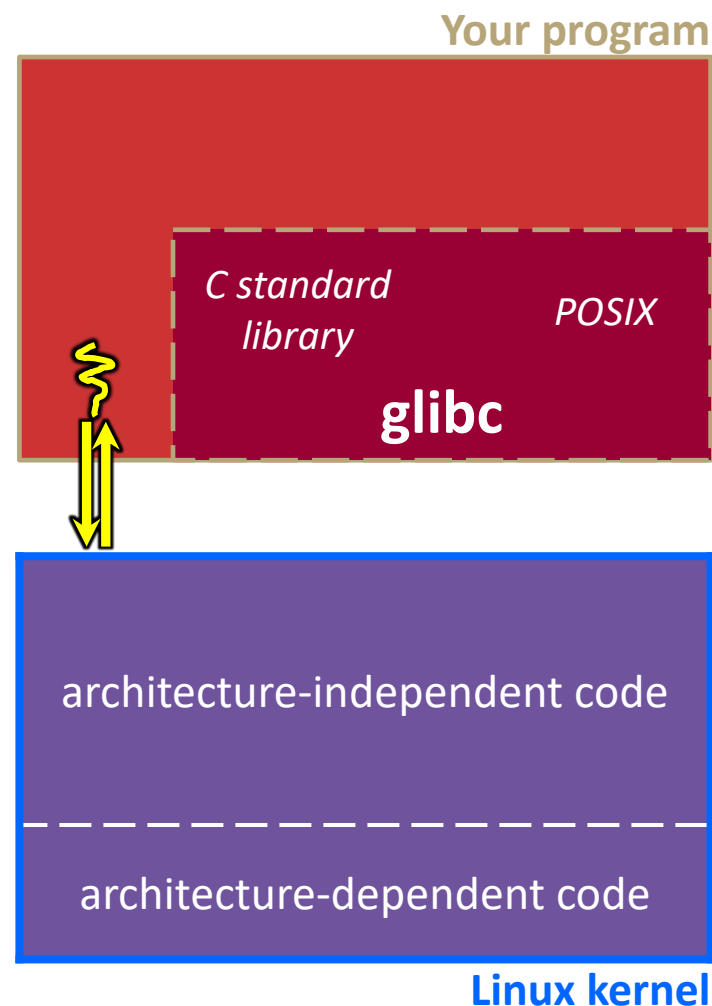 Your program
C standard
library
POSIX
glibc
architecture-independent code
architecture-dependent code
Linux kernel